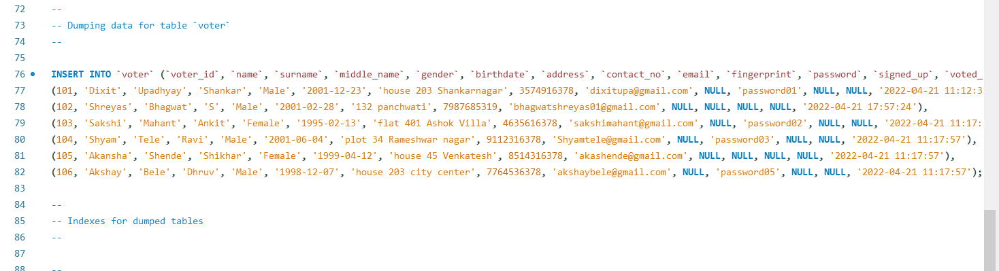 72 --
73 -- Dumping data for table `voter`
74 --
75
76 INSERT INTO `voter` (`voter_id`, `name`, `surname`, `middle_name`, `gender`, `birthdate`, `address`, `contact_no`, `email`, `fingerprint`, `password`, `signed_up`, `voted_
77 (101, 'Dixit', 'Upadhyay', 'Shankar', 'Male', '2001-12-23', 'house 203 Shankarnagar', 3574916378, 'dixitupa@gmail.com', NULL, 'password01', NULL, NULL, '2022-04-21 11:12:3
78 (102, 'Shreyas', 'Bhagwat', 'S', 'Male', '2001-02-28', '132 panchwati', 7987685319, 'bhagwatshreyas01@gmail.com', NULL, NULL, NULL, NULL, '2022-04-21 17:57:24'),
79 (103, 'Sakshi', 'Mahant', 'Ankit', 'Female', '1995-02-13', 'flat 401 Ashok Villa', 4635616378, 'sakshimahant@gmail.com', NULL, 'password02', NULL, NULL, '2022-04-21 11:17:
80 (104, 'Shyam', 'Tele', 'Ravi', 'Male', '2001-06-04', 'plot 34 Rameshwar nagar', 9112316378, 'Shyamtele@gmail.com', NULL, 'password03', NULL, NULL, '2022-04-21 11:17:57'),
81 (105, 'Akansha', 'Shende', 'Shikhar', 'Female', '1999-04-12', 'house 45 Venkatesh', 8514316378, 'akashende@gmail.com', NULL, NULL, NULL, NULL, '2022-04-21 11:17:57'),
82 (106, 'Akshay', 'Bele', 'Dhruv', 'Male', '1998-12-07', 'house 203 city center', 7764536378, 'akshaybele@gmail.com', NULL, 'password05', NULL, NULL, '2022-04-21 11:17:57');
83
84 --
85 -- Indexes for dumped tables
86 --
87
88 --